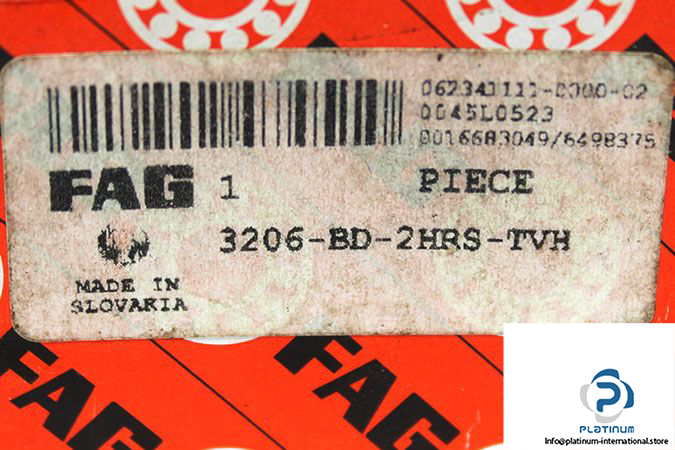 062341111-0000-02
0045L0523
0016683049/6498375
FAG 1 PIECE
3206-BD-2HRS-TVH
MADE IN
SLOVAKIA
FAG
FAG
PLATINUM
Info@platinum-international.store